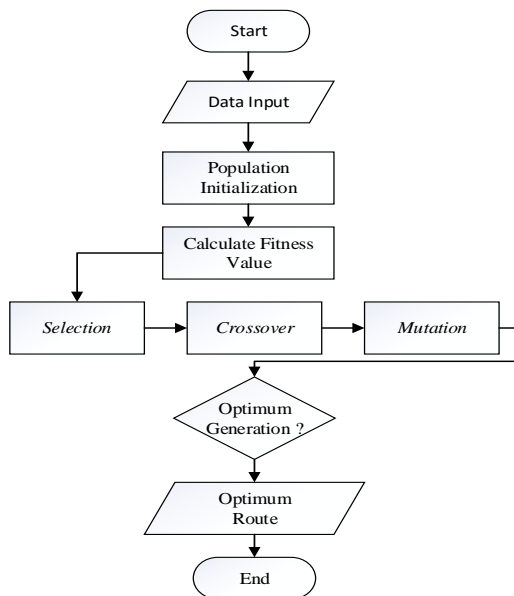 Start
Data Input
Population
Initialization
Calculate Fitness
Value
Selection
Crossover
Mutation
Optimum
Generation ?
Optimum
Route
End